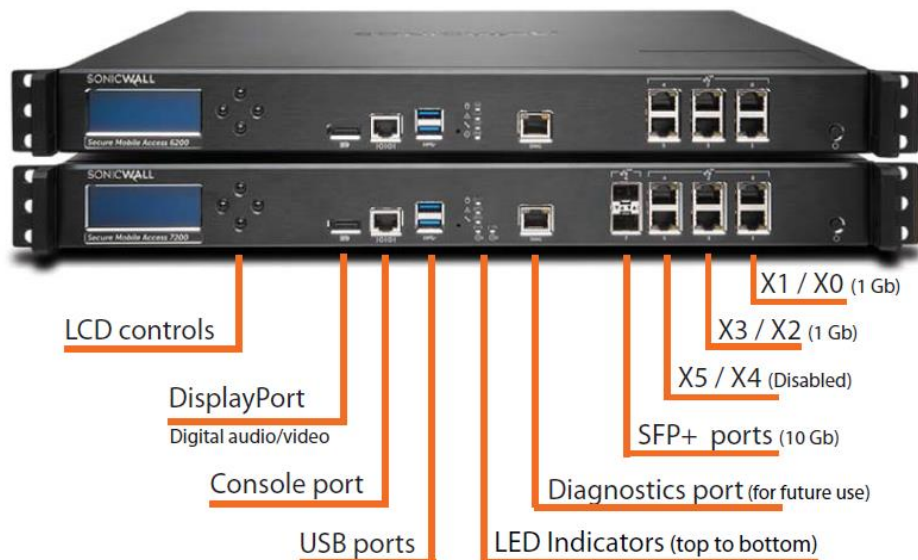 SONICWALL
Secure Mobile Access 6200
SONICWALL
Secure Mobile Access 7200
X1 / X0 (1 Gb)
LCD controls
X3 / X2 (1 Gb)
X5 / X4 (Disabled)
DisplayPort
Digital audio/video
SFP+ ports (10 Gb)
Console port
Diagnostics port (for future use)
USB ports
LED Indicators (top to bottom)